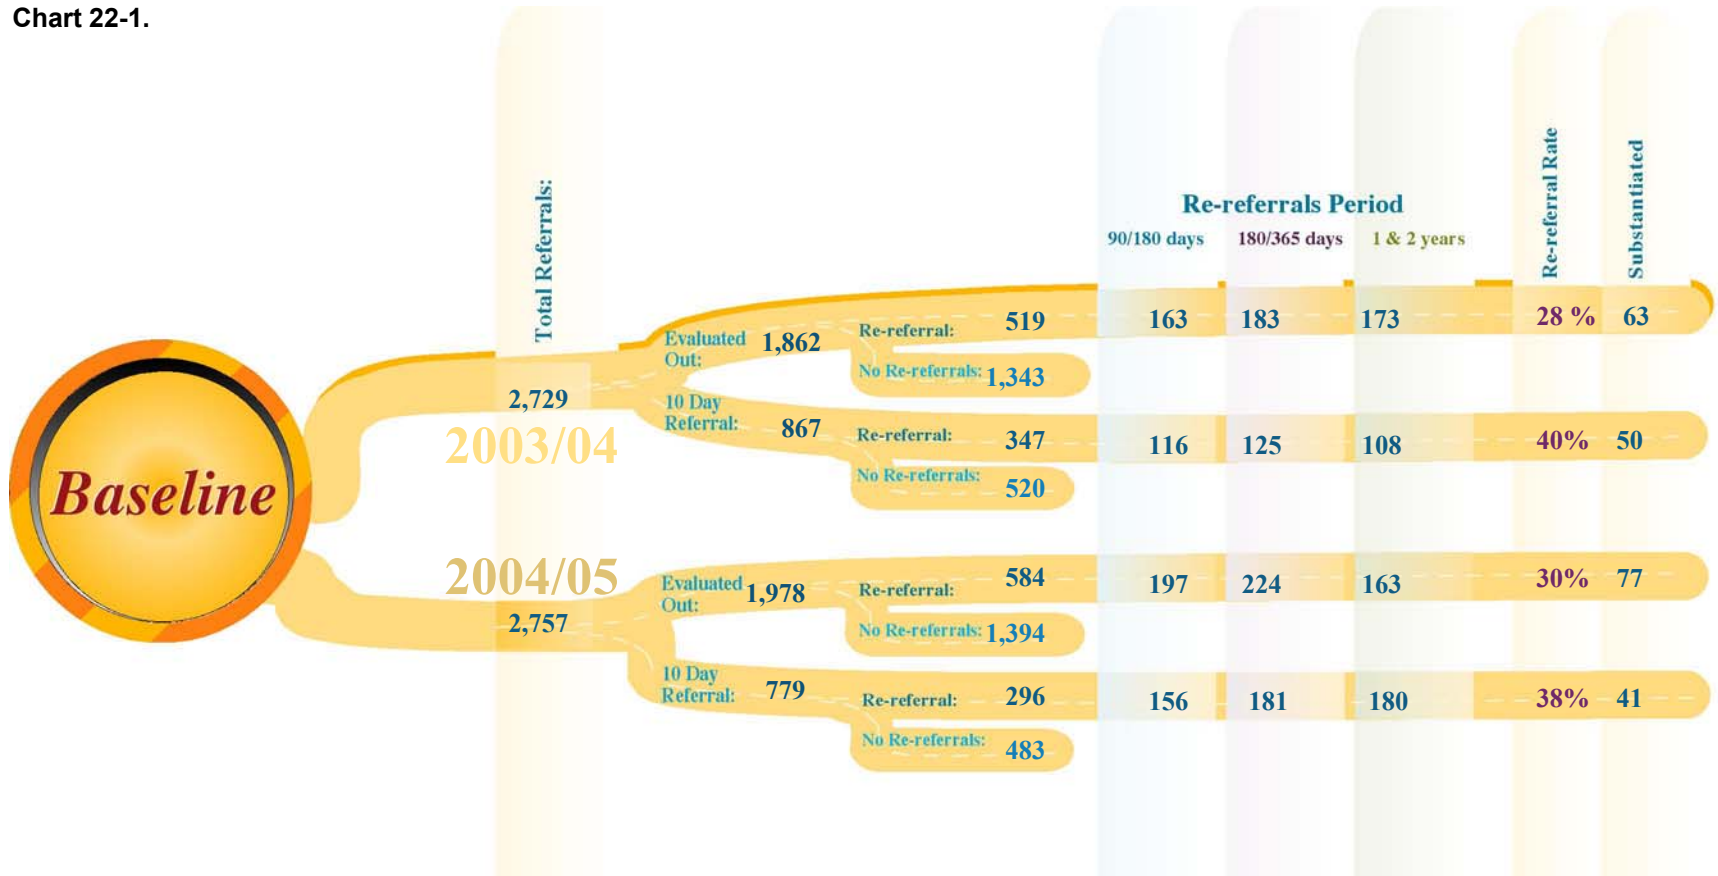 Chart 22-1.
Total Referrals:
Re-referrals Period
90/180 days 180/365 days 1 & 2 years
Re-referral Rate
Substantiated
Baseline
2003/04
2,729
Evaluated
Out: 1,862
Re-referral: 519 163 183 173 28 % 63
No Re-referrals: 1,343
10 Day
Referral: 867
Re-referral: 347 116 125 108 40% 50
No Re-referrals: 520
2004/05
2,757
Evaluated
Out: 1,978
Re-referral: 584 197 224 163 30% 77
No Re-referrals: 1,394
10 Day
Referral: 779
Re-referral: 296 156 181 180 38% 41
No Re-referrals: 483